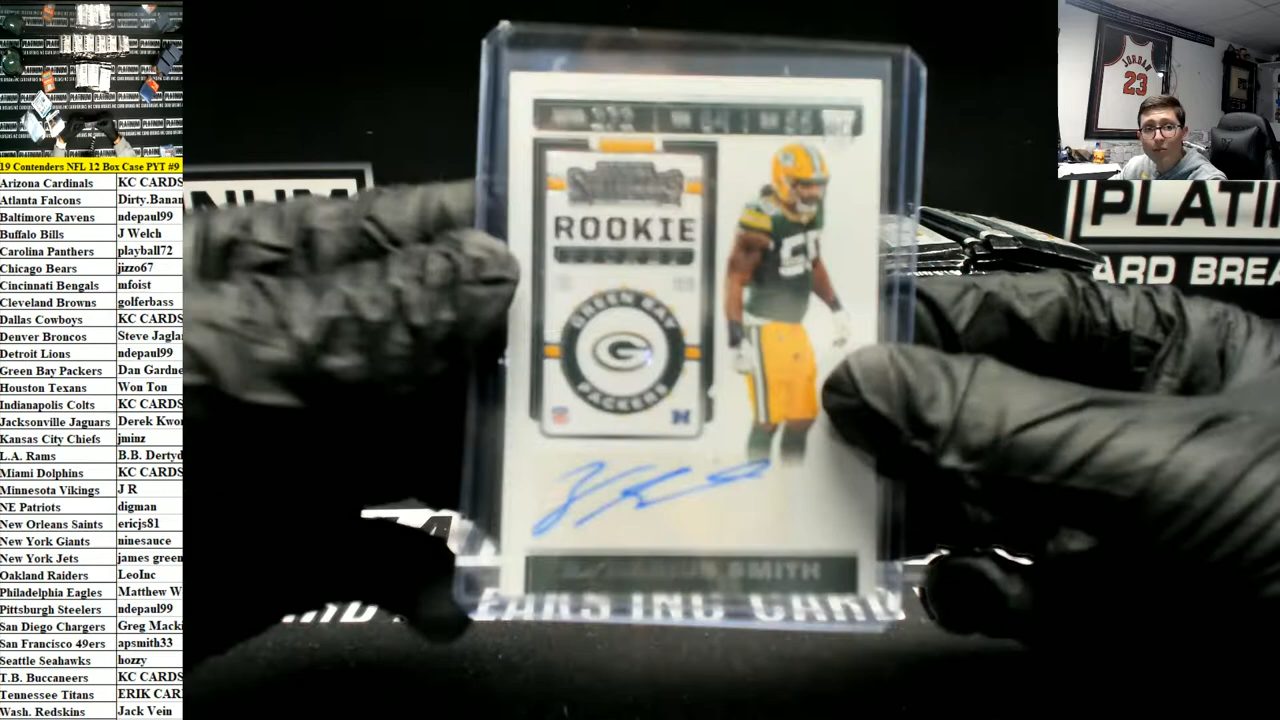 19 Contenders NFL 12 Box Case PYT #9
Arizona Cardinals KC CARDS
Atlanta Falcons Dirty.Banan
Baltimore Ravens ndepaul99
Buffalo Bills J Welch
Carolina Panthers playball72
Chicago Bears jizzo67
Cincinnati Bengals mfoist
Cleveland Browns golferbass
Dallas Cowboys KC CARDS
Denver Broncos Steve Jagla
Detroit Lions ndepaul99
Green Bay Packers Dan Gardne
Houston Texans Won Ton
Indianapolis Colts KC CARDS
Jacksonville Jaguars Derek Kwo
Kansas City Chiefs jminz
L.A. Rams B.B. Dertyd
Miami Dolphins KC CARDS
Minnesota Vikings J R
NE Patriots digman
New Orleans Saints ericjs81
New York Giants ninesauce
New York Jets james green
Oakland Raiders LeoInc
Philadelphia Eagles Matthew W
Pittsburgh Steelers ndepaul99
San Diego Chargers Greg Macki
San Francisco 49ers apsmith33
Seattle Seahawks hozzy
T.B. Buccaneers KC CARDS
Tennessee Titans ERIK CAR
Wash. Redskins Jack Vein
ROOKIE
GREEN BAY
G
PACKERS
SMITH
NUM
PLATI
ARD BREA
EARS INC CARD
JORDAN
23